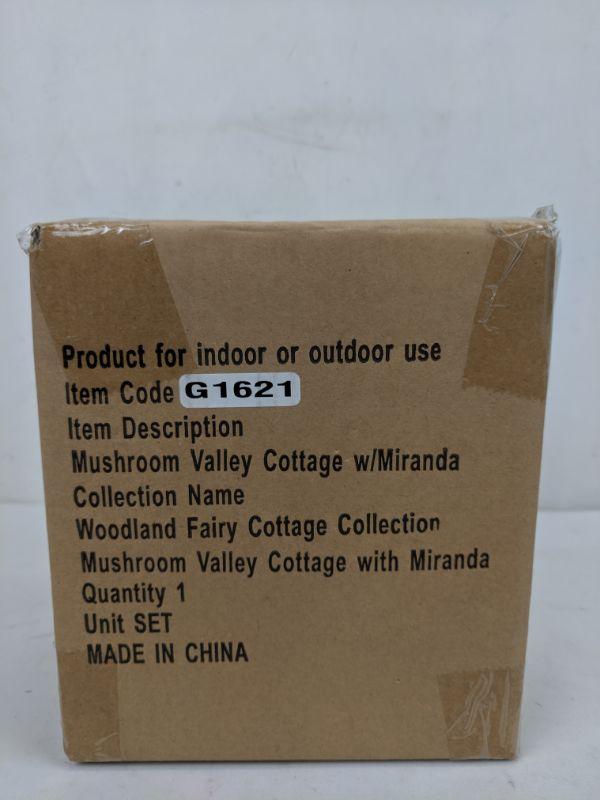 Product for indoor or outdoor use
Item Code G1621
Item Description
Mushroom Valley Cottage w/Miranda
Collection Name
Woodland Fairy Cottage Collection
Mushroom Valley Cottage with Miranda
Quantity 1
Unit SET
MADE IN CHINA